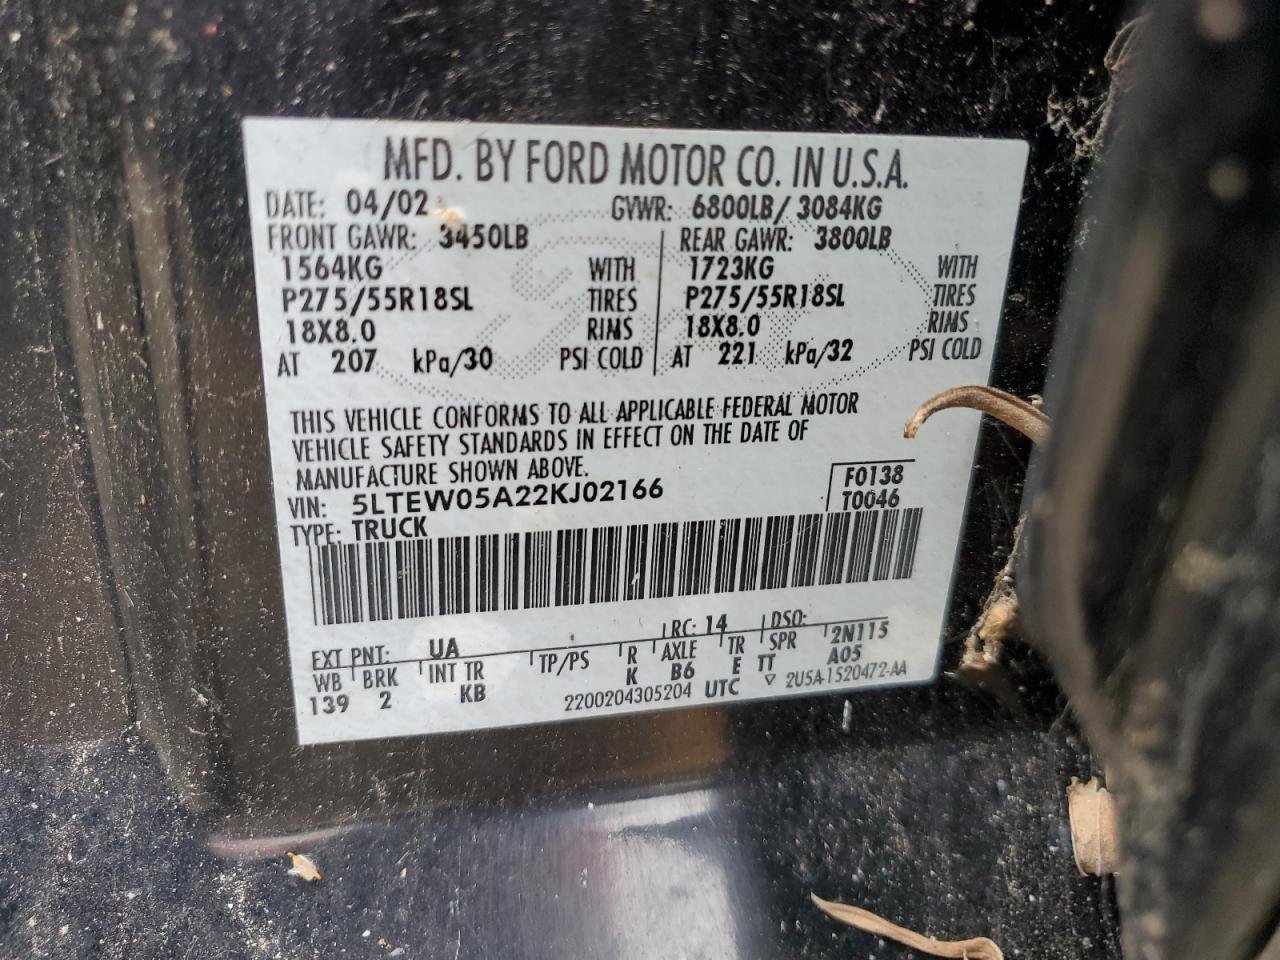 MFD. BY FORD MOTOR CO. IN U.S.A.
DATE: 04/02 GVWR: 6800LB/ 3084KG
FRONT GAWR: 3450LB REAR GAWR: 3800LB
1564KG WITH 1723KG WITH
P275/55R18SL TIRES P275/55R18SL TIRES
18X8.0 RIMS 18X8.0 RIMS
AT 207 kPa/30 PSI COLD AT 221 kPa/32 PSI COLD
THIS VEHICLE CONFORMS TO ALL APPLICABLE FEDERAL MOTOR
VEHICLE SAFETY STANDARDS IN EFFECT ON THE DATE OF
MANUFACTURE SHOWN ABOVE.
VIN: 5LTEW05A22KJ02166 F0138
TYPE: TRUCK T0046
EXT PNT: UA RC: 14 DSO:
WB BRK INT TR TP/PS R AXLE TR SPR 2N115
139 2 KB K B6 E TT A05
2200204305204 UTC ▽ 2U5A-1520472-AA